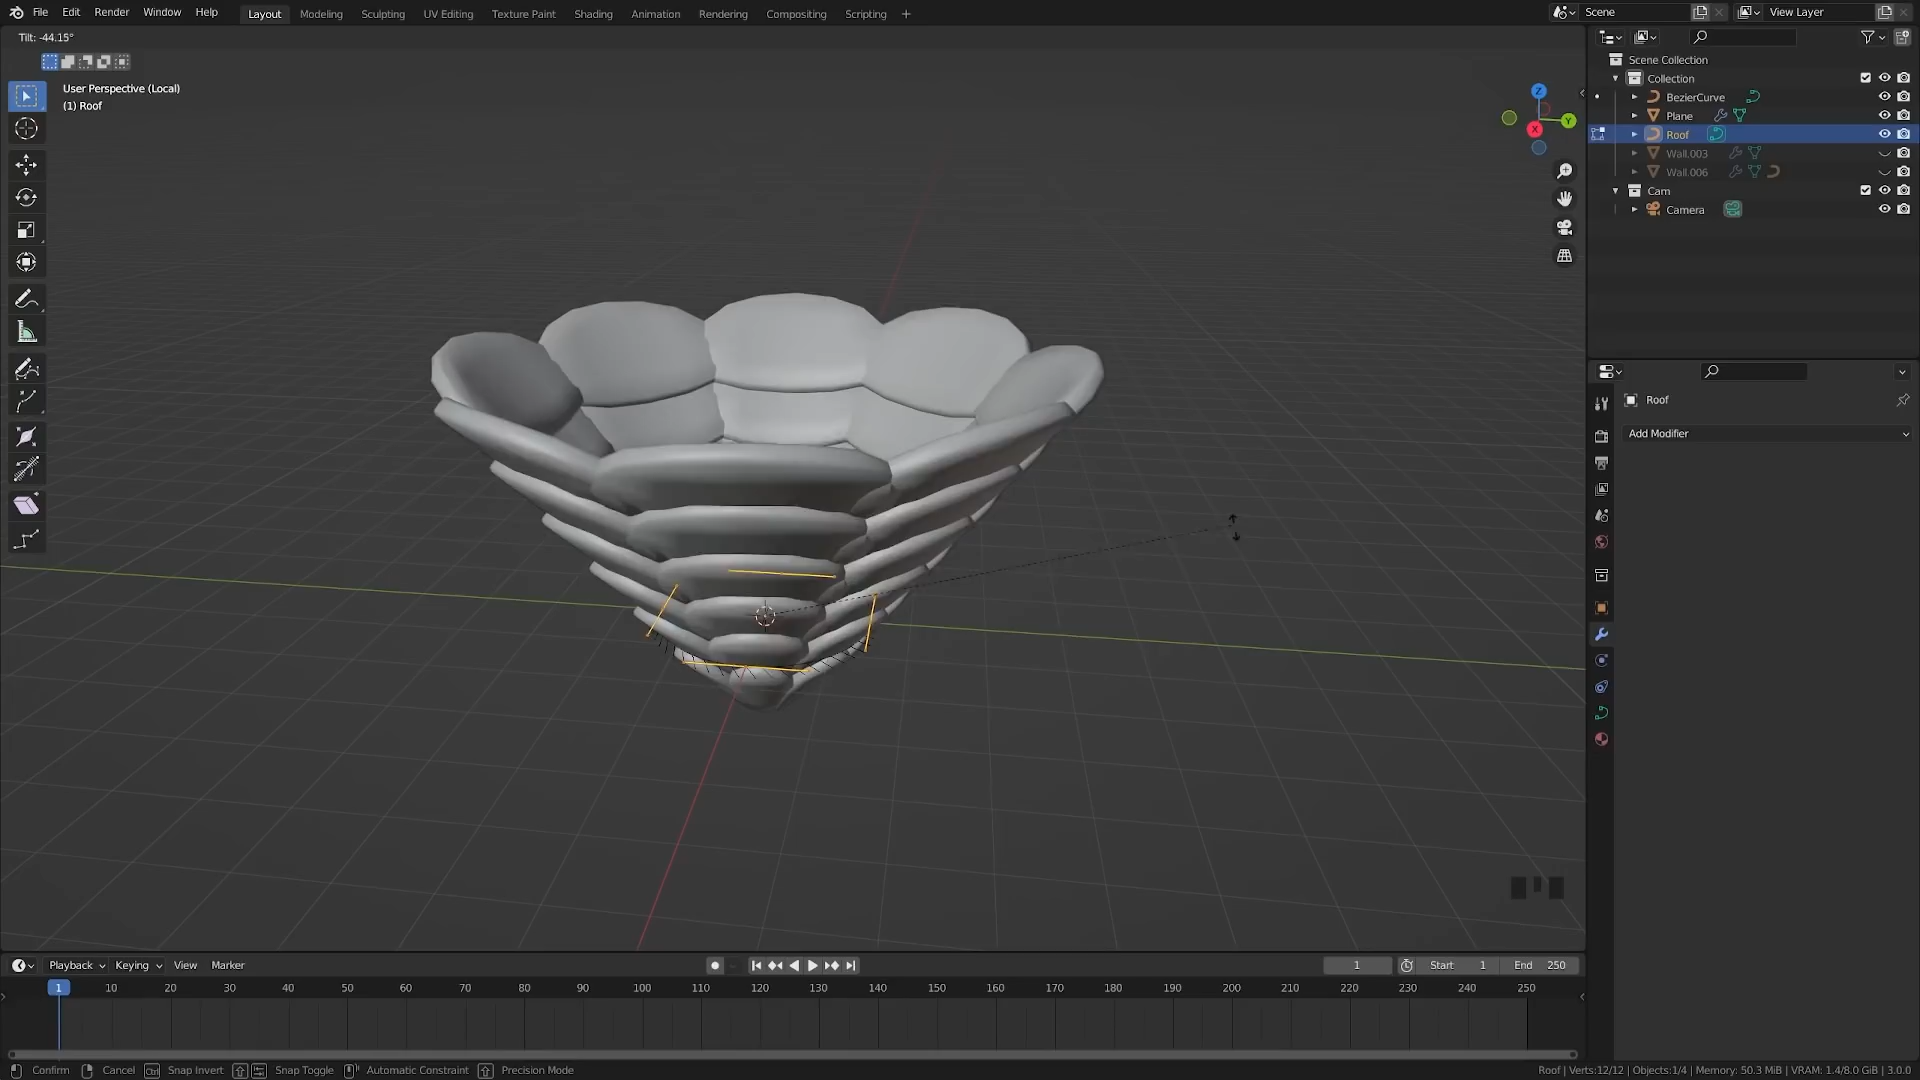 File Edit Render Window Help Layout Modeling Sculpting UV Editing Texture Paint Shading Animation Rendering Compositing Scripting + Scene View Layer
Tilt: -44.15°
User Perspective (Local)
(1) Roof
Z
Y
X
Scene Collection
Collection
BezierCurve
Plane
Roof
Wall.003
Wall.006
Cam
Camera
Roof
Add Modifier
Playback Keying View Marker 1 Start 1 End 250
1 10 20 30 40 50 60 70 80 90 100 110 120 130 140 150 160 170 180 190 200 210 220 230 240 250
Confirm Cancel Ctrl Snap Invert Snap Toggle Automatic Constraint Precision Mode Roof | Verts:12/12 | Objects:1/4 | Memory: 50.3 MiB | VRAM: 1.4/8.0 GiB | 3.0.0